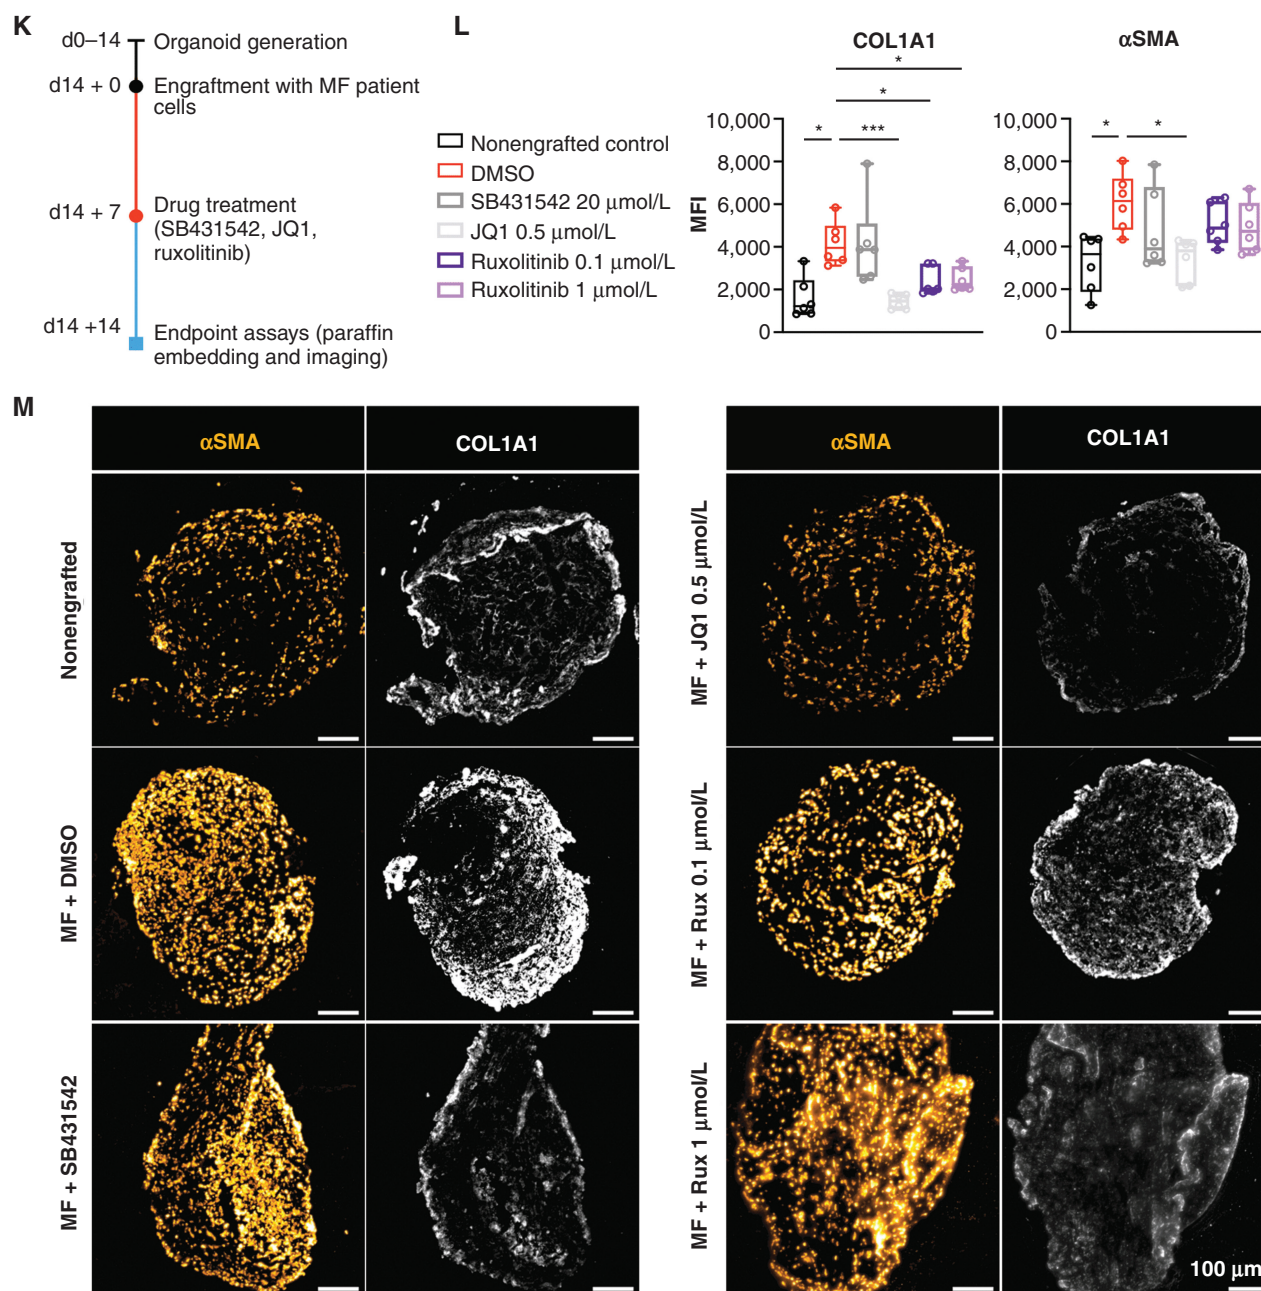 K
d0–14 Organoid generation
d14 + 0 Engraftment with MF patient
cells
d14 + 7 Drug treatment
(SB431542, JQ1,
ruxolitinib)
d14 +14 Endpoint assays (paraffin
embedding and imaging)
L
Nonengrafted control
DMSO
SB431542 20 μmol/L
JQ1 0.5 μmol/L
Ruxolitinib 0.1 μmol/L
Ruxolitinib 1 μmol/L
COL1A1
*
*
* ***
MFI
10,000
8,000
6,000
4,000
2,000
0
αSMA
* *
10,000
8,000
6,000
4,000
2,000
0
M
αSMA COL1A1
Nonengrafted
MF + DMSO
MF + SB431542
αSMA COL1A1
MF + JQ1 0.5 μmol/L
MF + Rux 0.1 μmol/L
MF + Rux 1 μmol/L
100 μm